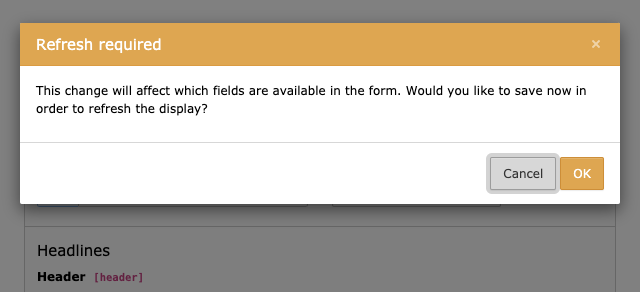 Refresh required
×
This change will affect which fields are available in the form. Would you like to save now in
order to refresh the display?
Cancel
OK
Headlines
Header [header]